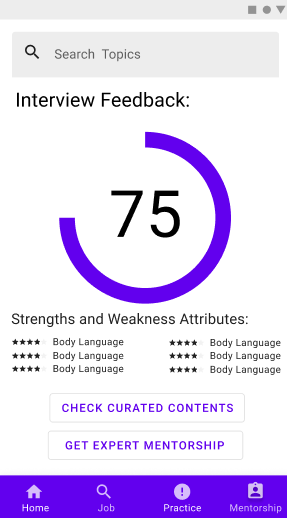 Search Topics
Interview Feedback:
75
Strengths and Weakness Attributes:
Body Language Body Language
Body Language Body Language
Body Language Body Language
CHECK CURATED CONTENTS
GET EXPERT MENTORSHIP
Home Job Practice Mentorship